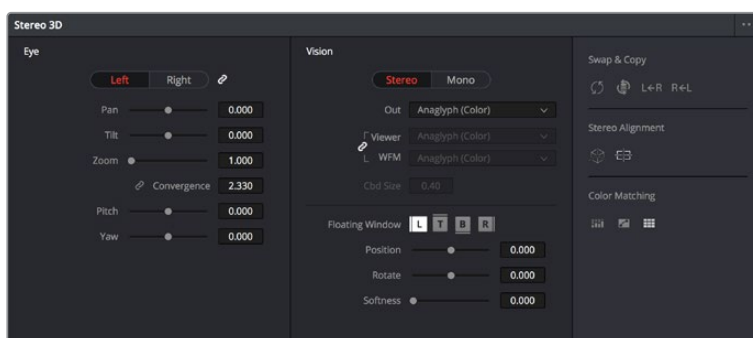 Stereo 3D
Eye
Left Right
Pan 0.000
Tilt 0.000
Zoom 1.000
Convergence 2.330
Pitch 0.000
Yaw 0.000
Vision
Stereo Mono
Out Anaglyph (Color)
Viewer Anaglyph (Color)
WFM Anaglyph (Color)
Cbd Size 0.40
Floating Window L T B R
Position 0.000
Rotate 0.000
Softness 0.000
Swap & Copy
L←R R←L
Stereo Alignment
Color Matching